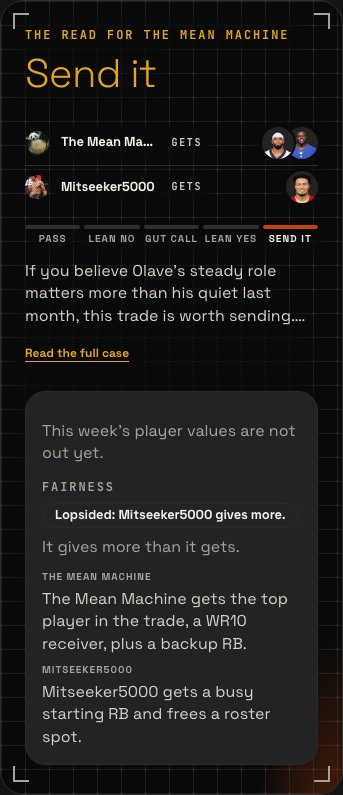 THE READ FOR THE MEAN MACHINE
Send it
The Mean Ma... GETS
Mitseeker5000 GETS
PASS LEAN NO GUT CALL LEAN YES SEND IT
If you believe Olave's steady role
matters more than his quiet last
month, this trade is worth sending....
Read the full case
This week's player values are not
out yet.
FAIRNESS
Lopsided: Mitseeker5000 gives more.
It gives more than it gets.
THE MEAN MACHINE
The Mean Machine gets the top
player in the trade, a WR10
receiver, plus a backup RB.
MITSEEKER5000
Mitseeker5000 gets a busy
starting RB and frees a roster
spot.